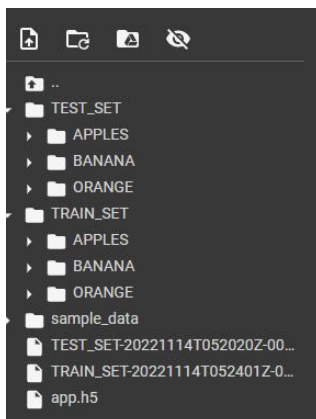 ..
TEST_SET
APPLES
BANANA
ORANGE
TRAIN_SET
APPLES
BANANA
ORANGE
sample_data
TEST_SET-20221114T052020Z-00...
TRAIN_SET-20221114T052401Z-0...
app.h5